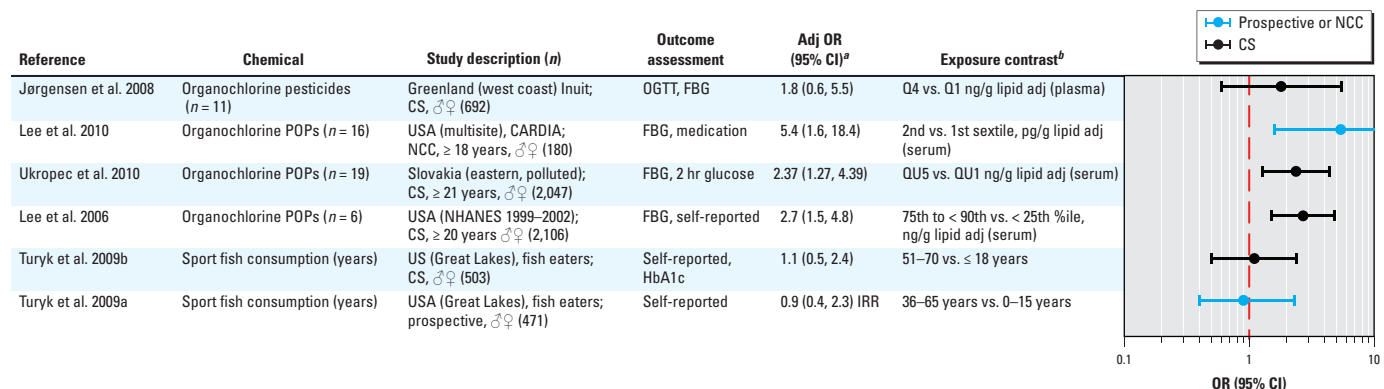 Prospective or NCC
CS
Reference Chemical Study description (n) Outcome assessment Adj OR (95% CI)a Exposure contrastb
Jørgensen et al. 2008 Organochlorine pesticides (n = 11) Greenland (west coast) Inuit; CS, ♂♀ (692) OGTT, FBG 1.8 (0.6, 5.5) Q4 vs. Q1 ng/g lipid adj (plasma)
Lee et al. 2010 Organochlorine POPs (n = 16) USA (multisite), CARDIA; NCC, ≥ 18 years, ♂♀ (180) FBG, medication 5.4 (1.6, 18.4) 2nd vs. 1st sextile, pg/g lipid adj (serum)
Ukropec et al. 2010 Organochlorine POPs (n = 19) Slovakia (eastern, polluted); CS, ≥ 21 years, ♂♀ (2,047) FBG, 2 hr glucose 2.37 (1.27, 4.39) QU5 vs. QU1 ng/g lipid adj (serum)
Lee et al. 2006 Organochlorine POPs (n = 6) USA (NHANES 1999–2002); CS, ≥ 20 years ♂♀ (2,106) FBG, self-reported 2.7 (1.5, 4.8) 75th to < 90th vs. < 25th %ile, ng/g lipid adj (serum)
Turyk et al. 2009b Sport fish consumption (years) US (Great Lakes), fish eaters; CS, ♂♀ (503) Self-reported, HbA1c 1.1 (0.5, 2.4) 51–70 vs. ≤ 18 years
Turyk et al. 2009a Sport fish consumption (years) USA (Great Lakes), fish eaters; prospective, ♂♀ (471) Self-reported 0.9 (0.4, 2.3) IRR 36–65 years vs. 0–15 years
0.1 1 10
OR (95% CI)